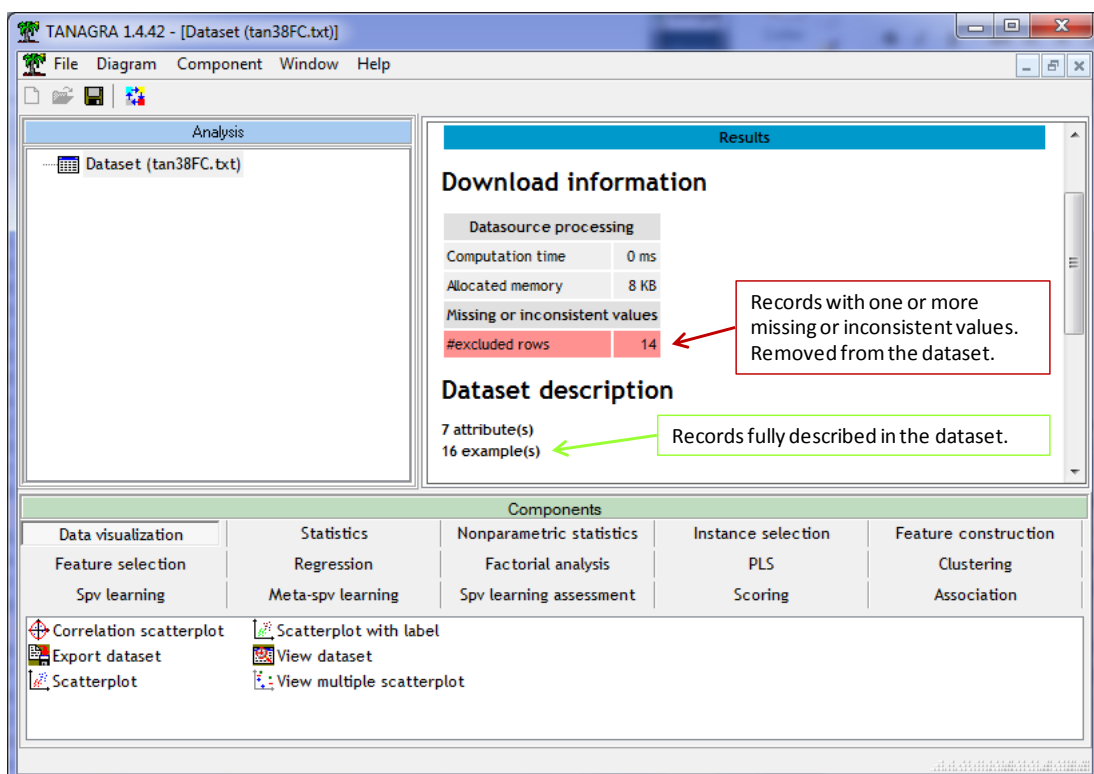 TANAGRA 1.4.42 - [Dataset (tan38FC.txt)]
File Diagram Component Window Help
Analysis
Dataset (tan38FC.txt)
Results
Download information
Datasource processing
Computation time 0 ms
Allocated memory 8 KB
Missing or inconsistent values
#excluded rows 14
Records with one or more
missing or inconsistent values.
Removed from the dataset.
Dataset description
7 attribute(s)
16 example(s)
Records fully described in the dataset.
Components
Data visualization Statistics Nonparametric statistics Instance selection Feature construction
Feature selection Regression Factorial analysis PLS Clustering
Spv learning Meta-spv learning Spv learning assessment Scoring Association
Correlation scatterplot Scatterplot with label
Export dataset View dataset
Scatterplot View multiple scatterplot